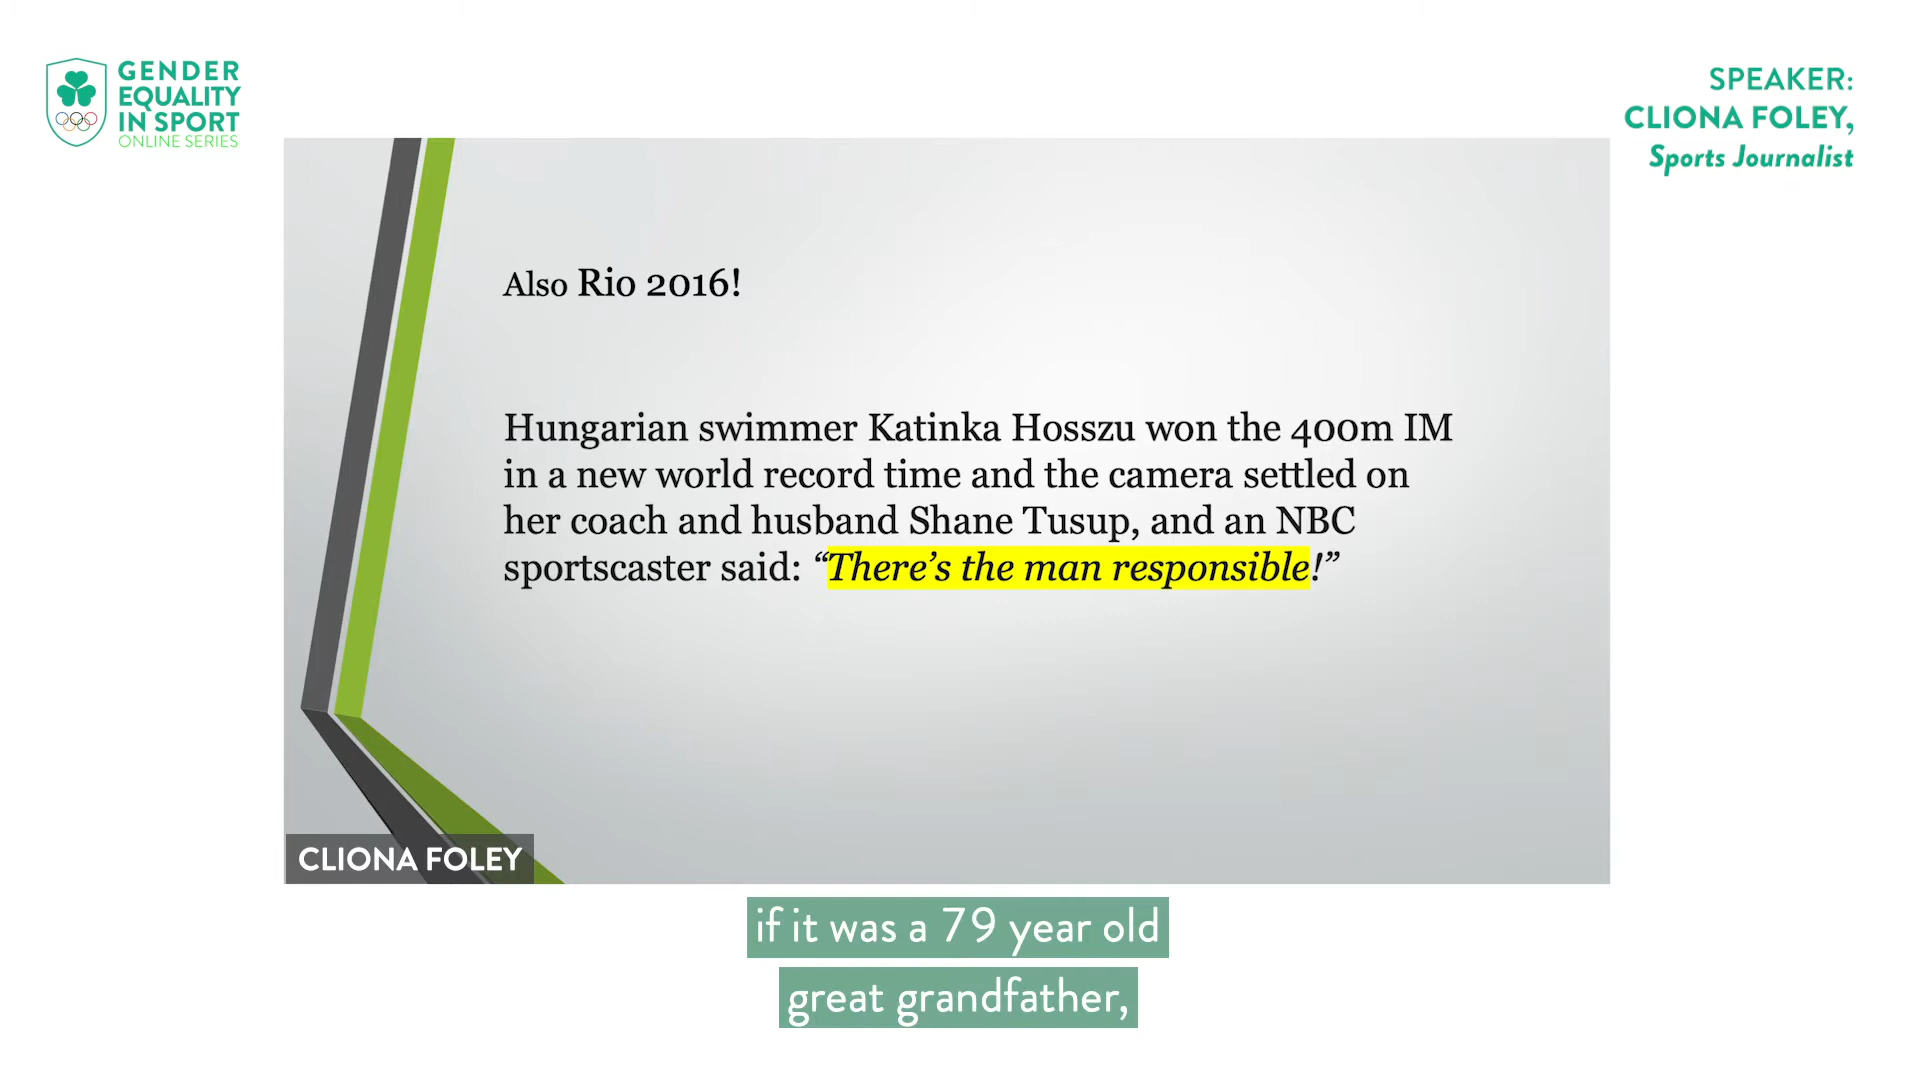 GENDER
EQUALITY
IN SPORT
ONLINE SERIES
SPEAKER:
CLIONA FOLEY,
Sports Journalist
Also Rio 2016!
Hungarian swimmer Katinka Hosszu won the 400m IM
in a new world record time and the camera settled on
her coach and husband Shane Tusup, and an NBC
sportscaster said: “There’s the man responsible!”
CLIONA FOLEY
if it was a 79 year old
great grandfather,